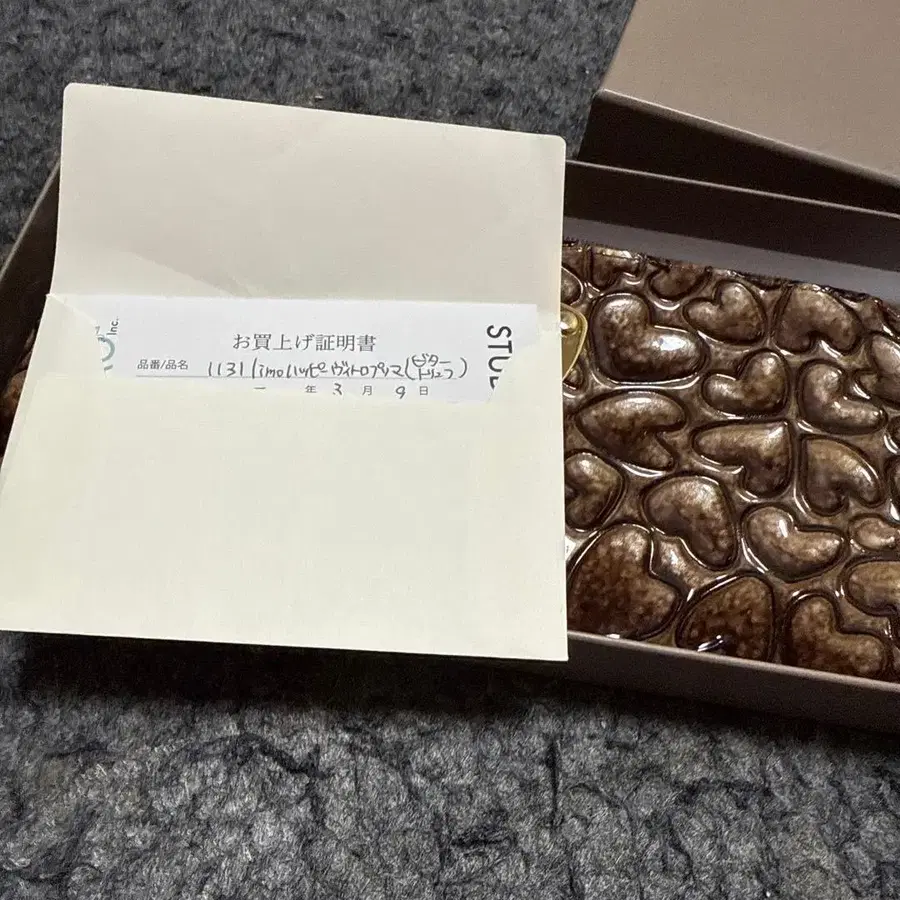 Inc.
お買上げ証明書
STU
品番/品名 1131/imoハッピーヴィトロプリズマ(ビタートリュフ)
年 3 月 9 日